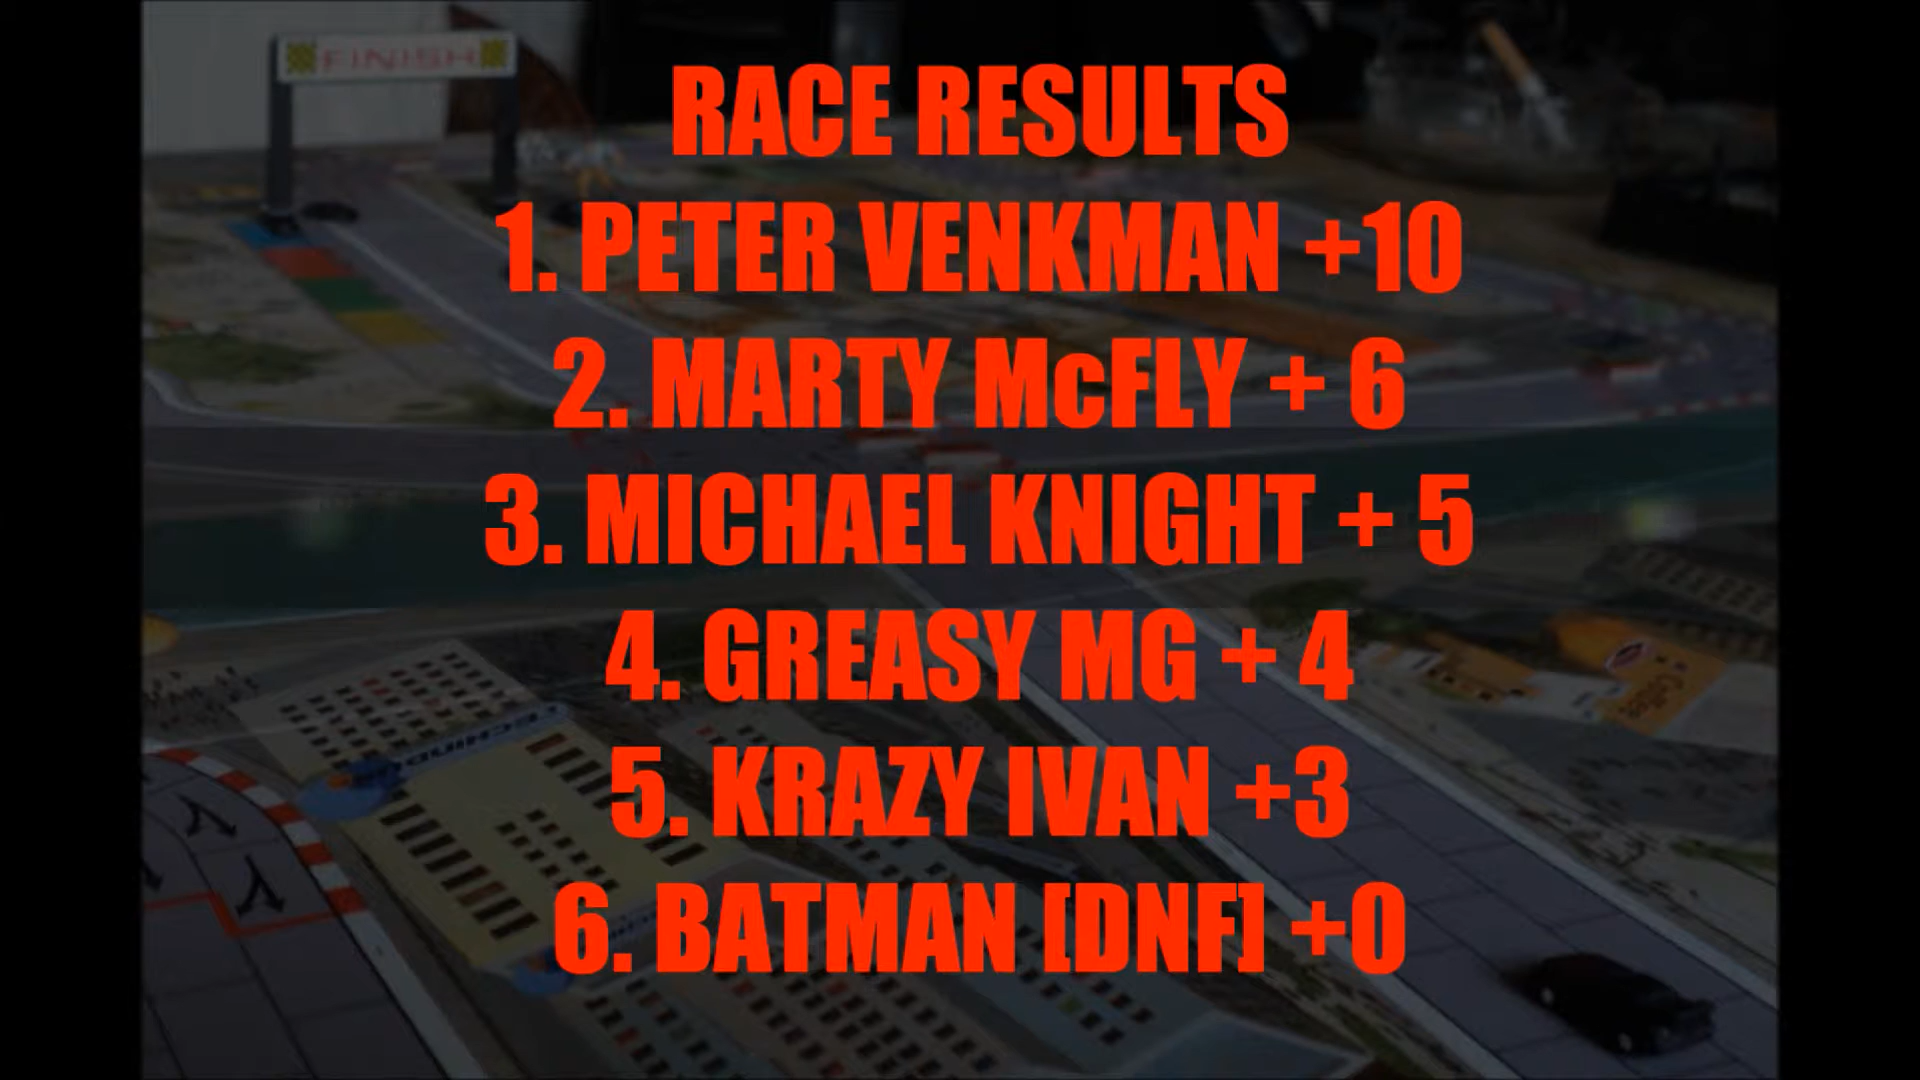 FINISH
RACE RESULTS
1. PETER VENKMAN +10
2. MARTY McFLY + 6
3. MICHAEL KNIGHT + 5
4. GREASY MG + 4
5. KRAZY IVAN +3
6. BATMAN [DNF] +0